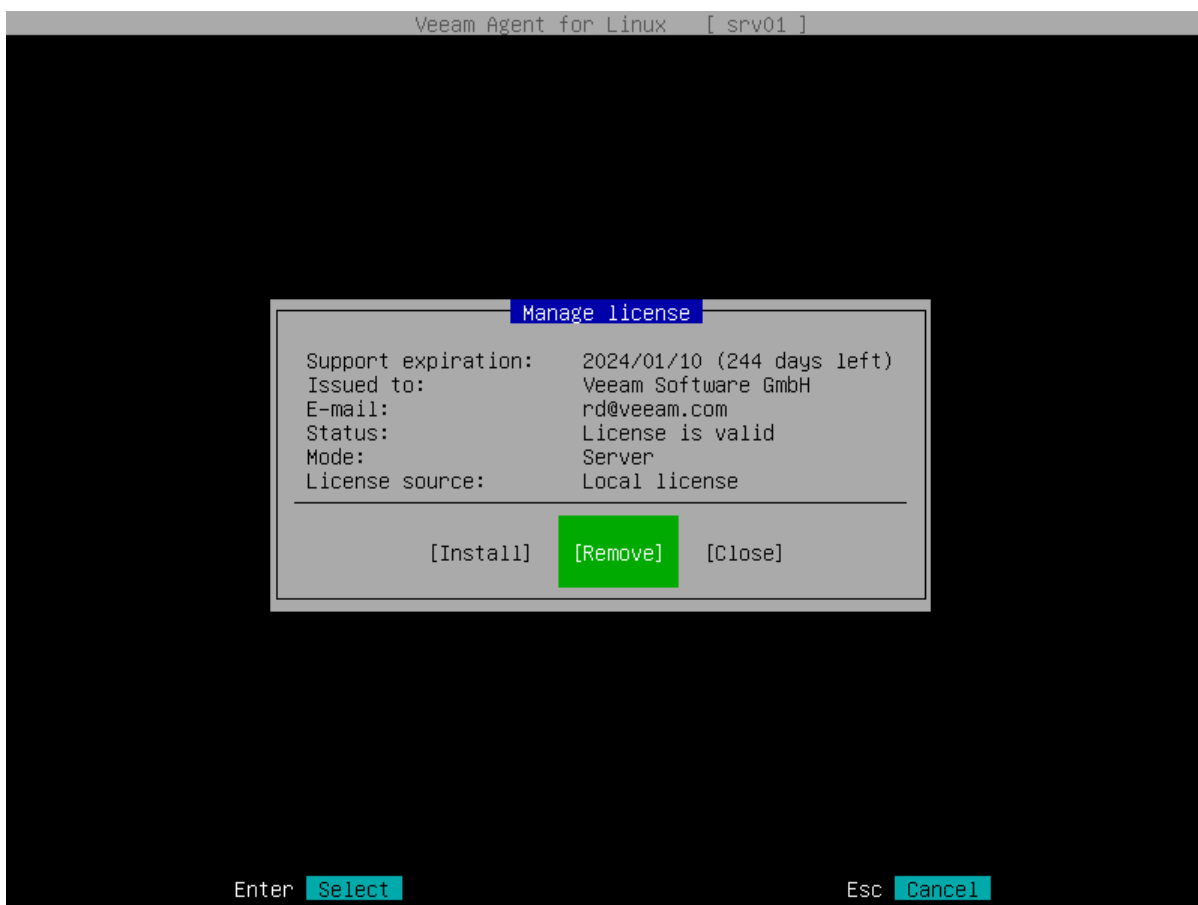 Veeam Agent for Linux [ srv01 ]
Manage license
Support expiration: 2024/01/10 (244 days left)
Issued to: Veeam Software GmbH
E-mail: rd@veeam.com
Status: License is valid
Mode: Server
License source: Local license
[Install] [Remove] [Close]
Enter Select Esc Cancel